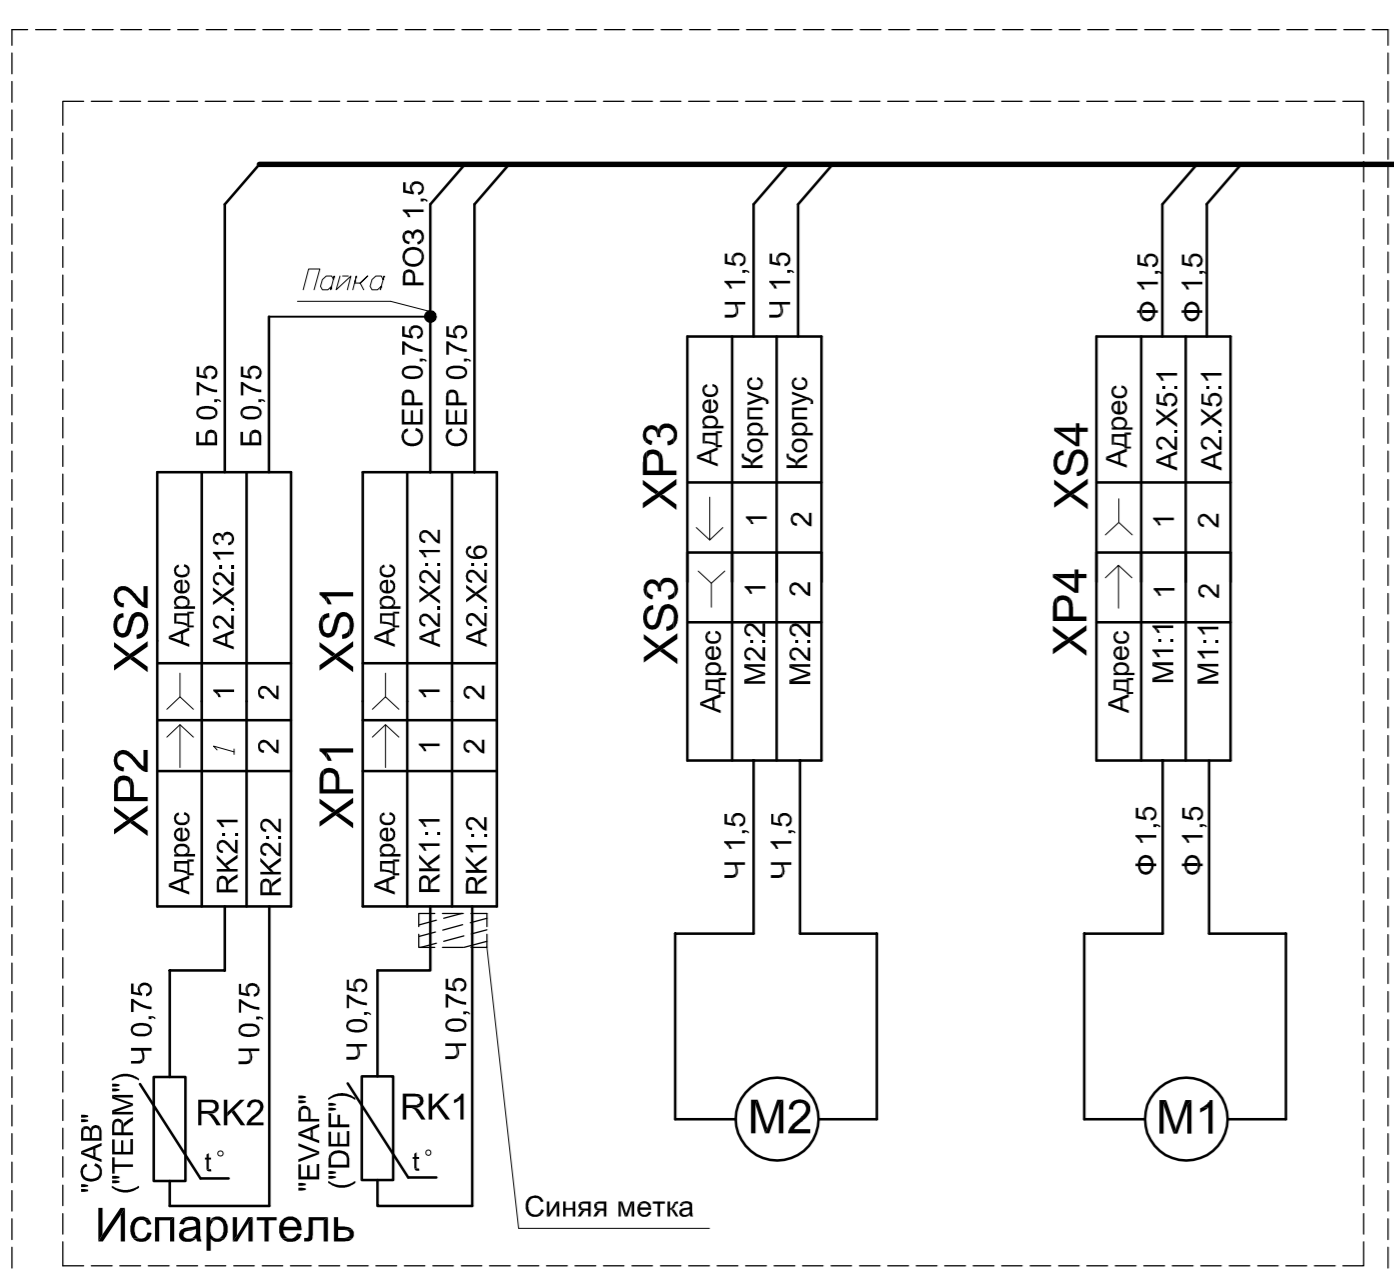 Пайка
РОЗ 1,5
Б 0,75
Б 0,75
СЕР 0,75
СЕР 0,75
Ч 1,5
Ч 1,5
Ф 1,5
Ф 1,5
XS2
Адрес
A2.X2:13
1
2
XP2
1
2
Адрес
RK2:1
RK2:2
XS1
Адрес
A2.X2:12
A2.X2:6
1
2
XP1
1
2
Адрес
RK1:1
RK1:2
XP3
Адрес
Корпус
Корпус
1
2
XS3
1
2
Адрес
M2:2
M2:2
XS4
Адрес
A2.X5:1
A2.X5:1
1
2
XP4
1
2
Адрес
M1:1
M1:1
Ч 0,75
Ч 0,75
Ч 0,75
Ч 0,75
Ч 1,5
Ч 1,5
Ф 1,5
Ф 1,5
"CAB"
("TERM")
RK2
t°
"EVAP"
("DEF")
RK1
t°
M2
M1
Синяя метка
Испаритель